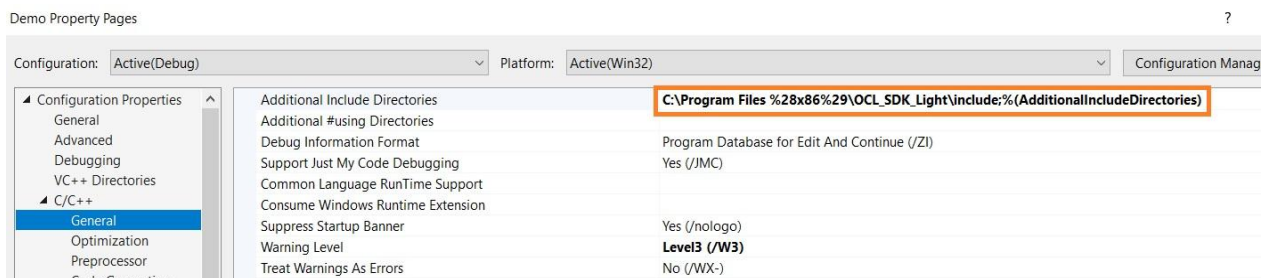 Demo Property Pages ?
Configuration: Active(Debug) Platform: Active(Win32) Configuration Manag
Configuration Properties Additional Include Directories C:\Program Files %28x86%29\OCL_SDK_Light\include;%(AdditionalIncludeDirectories)
General Additional #using Directories
Advanced Debug Information Format Program Database for Edit And Continue (/ZI)
Debugging Support Just My Code Debugging Yes (/JMC)
VC++ Directories Common Language RunTime Support
C/C++ Consume Windows Runtime Extension
General Suppress Startup Banner Yes (/nologo)
Optimization Warning Level Level3 (/W3)
Preprocessor Treat Warnings As Errors No (/WX-)